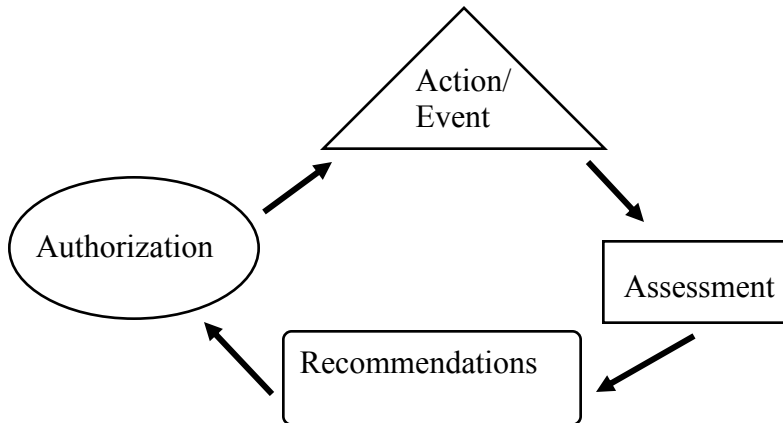 Action/
Event
Authorization
Assessment
Recommendations